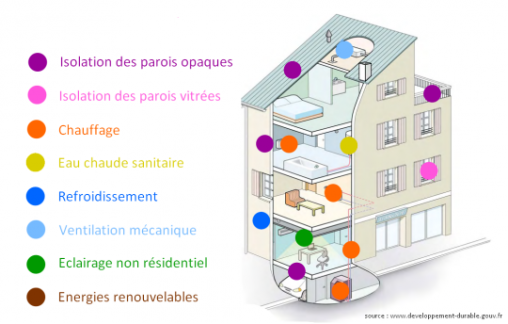 Isolation des parois opaques
Isolation des parois vitrées
Chauffage
Eau chaude sanitaire
Refroidissement
Ventilation mécanique
Eclairage non résidentiel
Energies renouvelables
source : www.developpement-durable.gouv.fr